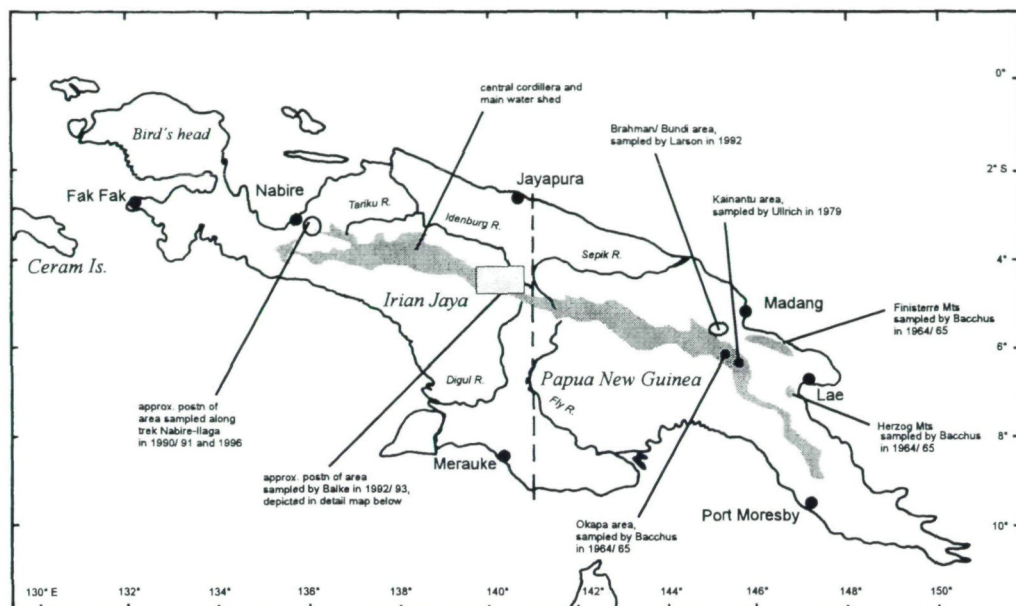 central cordillera and
main water shed
0°
Bird's head
Brahman/ Bundi area,
sampled by Larson in 1992
2° S
Fak Fak
Nabire
Jayapura
Kainantu area,
sampled by Ullrich in 1979
Tariku R.
Idenburg R.
Sepik R.
Ceram Is.
4°
Irian Jaya
Madang
Finisterre Mts
sampled by Bacchus
in 1964/ 65
6°
Digul R.
Papua New Guinea
Lae
Fly R.
approx. postn of
area sampled along
trek Nabire-Ilaga
in 1990/ 91 and 1996
Herzog Mts
sampled by Bacchus
in 1964/ 65
8°
Merauke
approx. postn of area
sampled by Balke in 1992/ 93,
depicted in detail map below
Port Moresby
Okapa area,
sampled by Bacchus
in 1964/ 65
10°
130° E
132°
134°
136°
138°
140°
142°
144°
146°
148°
150°